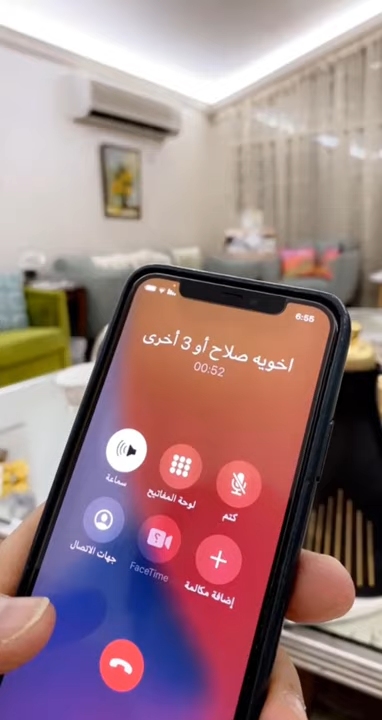 6:55
اخويه صلاح أو 3 أخرى
00:52
كتم
لوحة المفاتيح
سماعة
إضافة مكالمة
FaceTime
جهات الاتصال